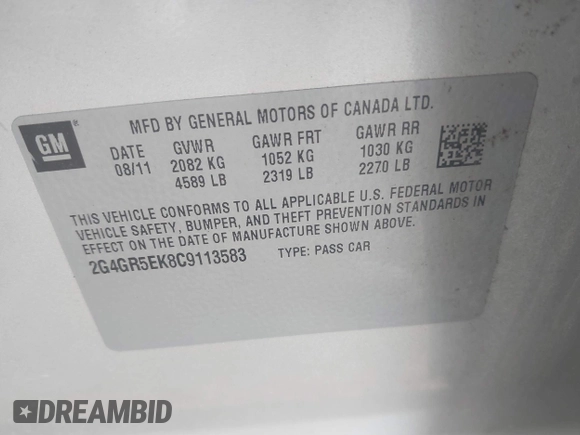 GM
®
MFD BY GENERAL MOTORS OF CANADA LTD.
DATE GVWR GAWR FRT GAWR RR
08/11 2082 KG 1052 KG 1030 KG
4589 LB 2319 LB 2270 LB
THIS VEHICLE CONFORMS TO ALL APPLICABLE U.S. FEDERAL MOTOR
VEHICLE SAFETY, BUMPER, AND THEFT PREVENTION STANDARDS IN
EFFECT ON THE DATE OF MANUFACTURE SHOWN ABOVE.
2G4GR5EK8C9113583 TYPE: PASS CAR
DREAMBID